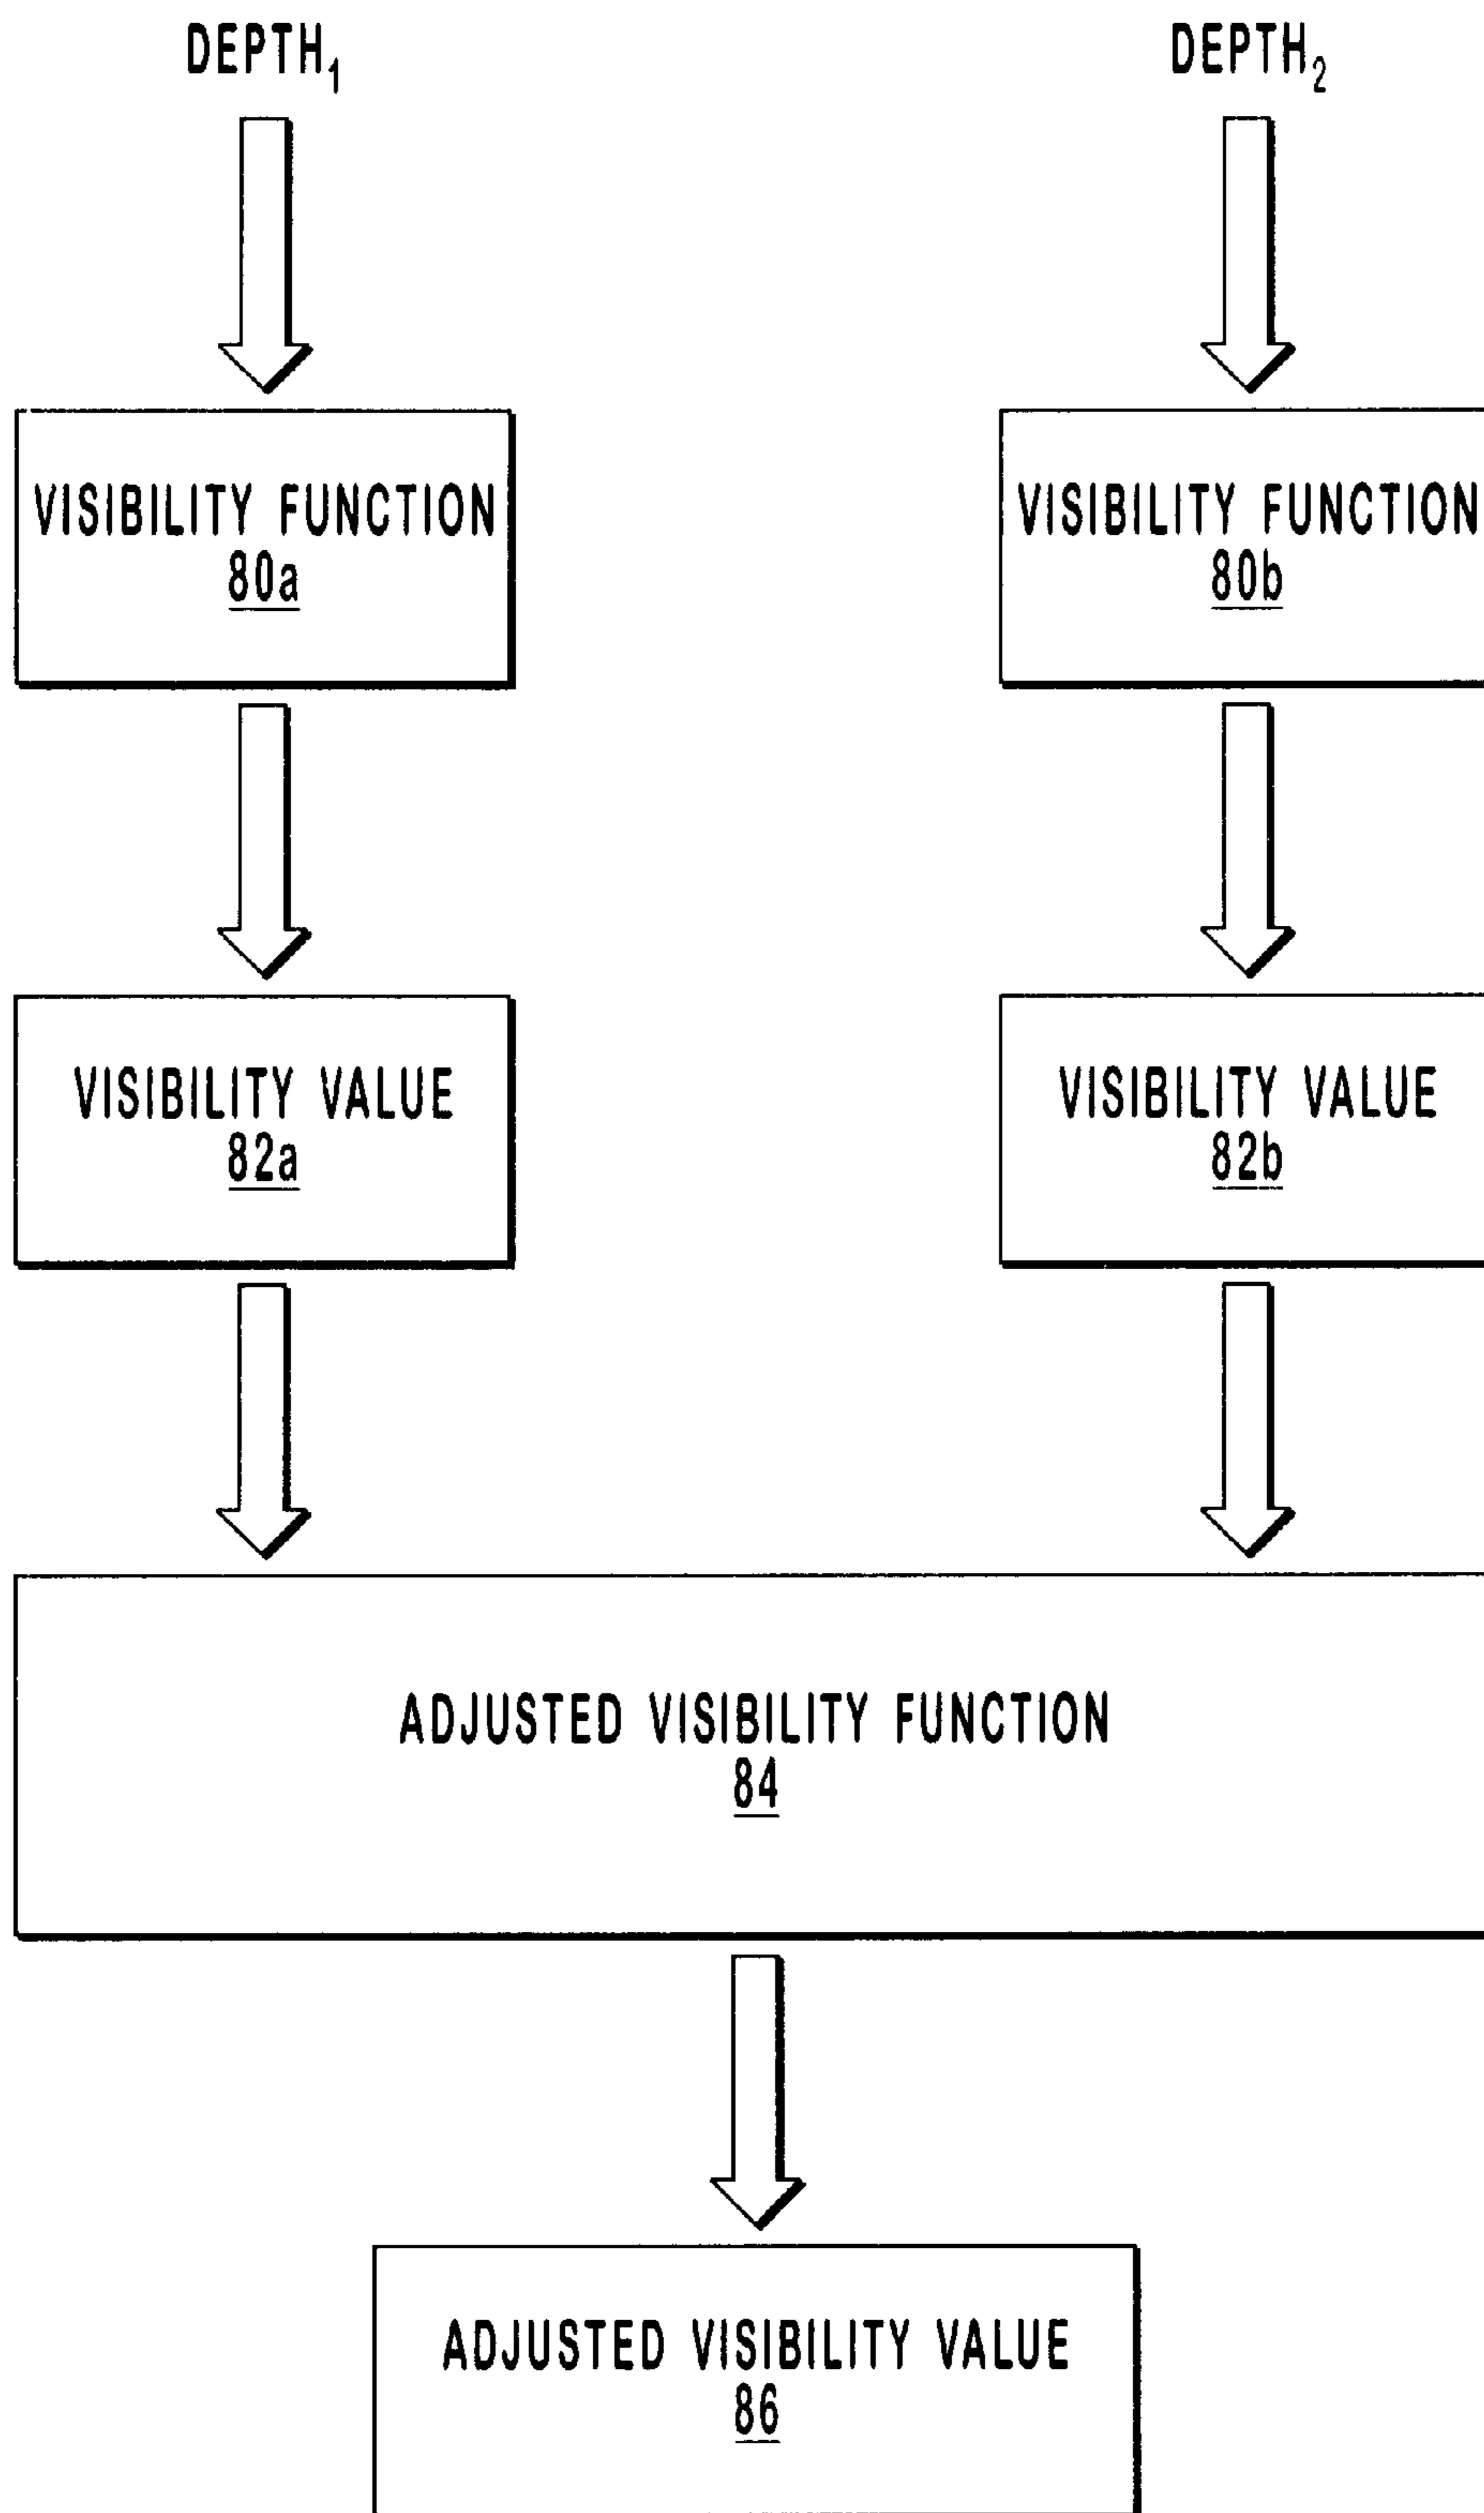 DEPTH₁
DEPTH₂
VISIBILITY FUNCTION
80a
VISIBILITY FUNCTION
80b
VISIBILITY VALUE
82a
VISIBILITY VALUE
82b
ADJUSTED VISIBILITY FUNCTION
84
ADJUSTED VISIBILITY VALUE
86